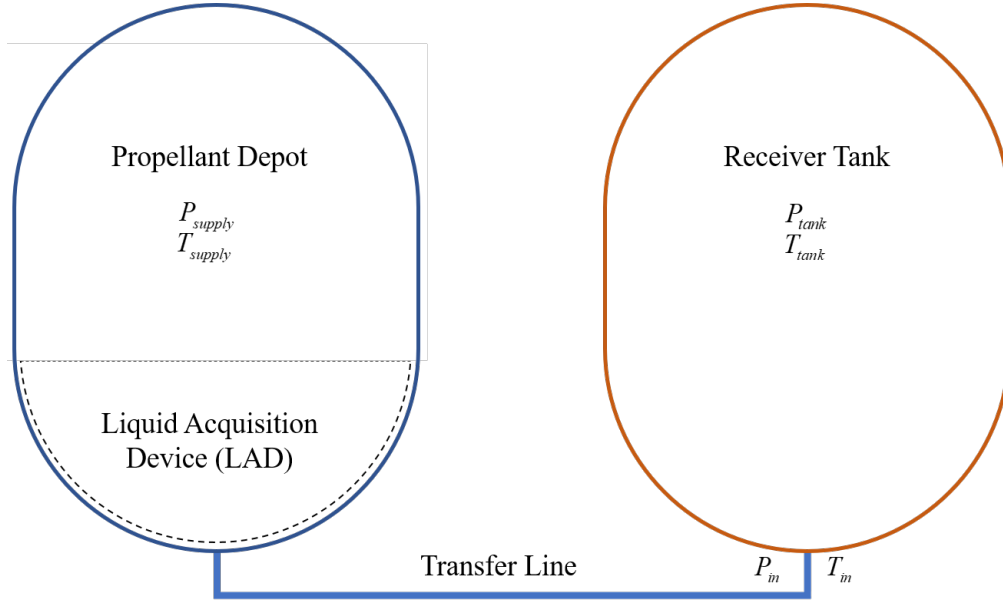 Propellant Depot
P_supply
T_supply
Liquid Acquisition
Device (LAD)
Receiver Tank
P_tank
T_tank
Transfer Line
P_in T_in